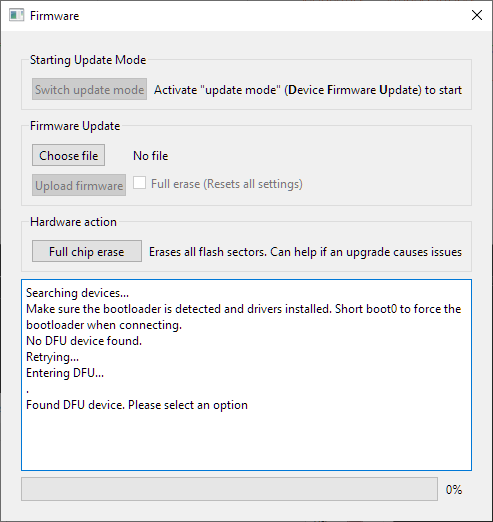 Firmware
Starting Update Mode
Switch update mode Activate "update mode" (Device Firmware Update) to start
Firmware Update
Choose file No file
Upload firmware Full erase (Resets all settings)
Hardware action
Full chip erase Erases all flash sectors. Can help if an upgrade causes issues
Searching devices...
Make sure the bootloader is detected and drivers installed. Short boot0 to force the
bootloader when connecting.
No DFU device found.
Retrying...
Entering DFU...
.
Found DFU device. Please select an option
0%